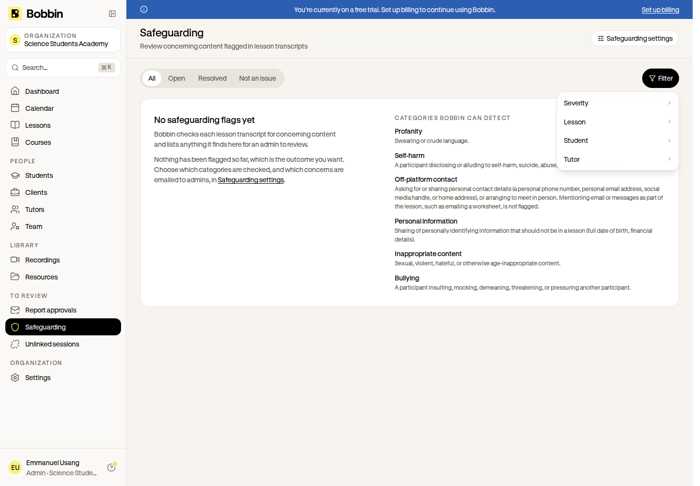 Bobbin
You're currently on a free trial. Set up billing to continue using Bobbin.
Set up billing
ORGANIZATION
S
Science Students Academy
Search...
⌘ K
Dashboard
Calendar
Lessons
Courses
PEOPLE
Students
Clients
Tutors
Team
LIBRARY
Recordings
Resources
TO REVIEW
Report approvals
Safeguarding
Unlinked sessions
ORGANIZATION
Settings
EU
Emmanuel Usang
Admin · Science Stude...
Safeguarding
Review concerning content flagged in lesson transcripts
Safeguarding settings
All
Open
Resolved
Not an issue
Filter
Severity
Lesson
Student
Tutor
No safeguarding flags yet
Bobbin checks each lesson transcript for concerning content
and lists anything it finds here for an admin to review.
Nothing has been flagged so far, which is the outcome you want.
Choose which categories are checked, and which concerns are
emailed to admins, in Safeguarding settings.
CATEGORIES BOBBIN CAN DETECT
Profanity
Swearing or crude language.
Self-harm
A participant disclosing or alluding to self-harm, suicide, abuse,
Off-platform contact
Asking for or sharing personal contact details (a personal phone number, personal email address, social
media handle, or home address), or arranging to meet in person. Mentioning email or messages as part of
the lesson, such as emailing a worksheet, is not flagged.
Personal information
Sharing of personally identifying information that should not be in a lesson (full date of birth, financial
details).
Inappropriate content
Sexual, violent, hateful, or otherwise age-inappropriate content.
Bullying
A participant insulting, mocking, demeaning, threatening, or pressuring another participant.